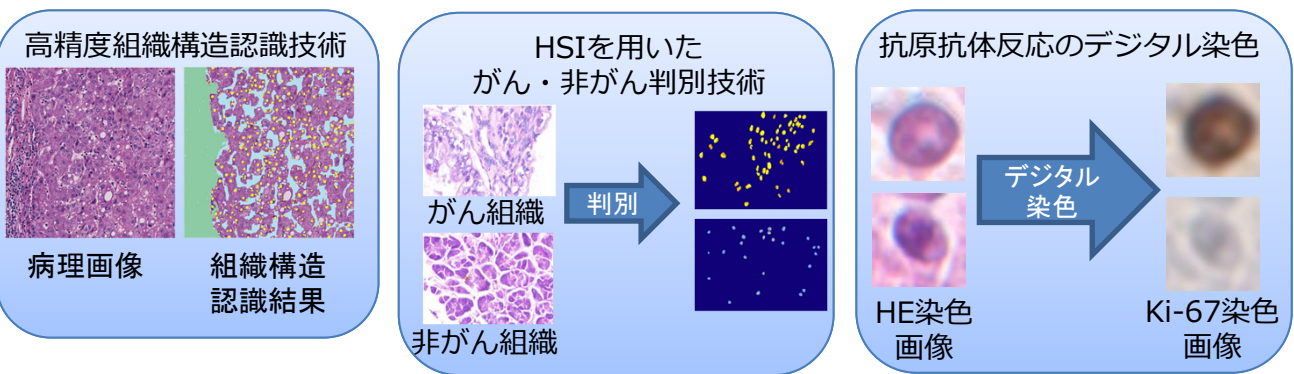 高精度組織構造認識技術
病理画像
組織構造
認識結果
HSIを用いた
がん・非がん判別技術
がん組織
判別
非がん組織
抗原抗体反応のデジタル染色
デジタル
染色
HE染色
画像
Ki-67染色
画像